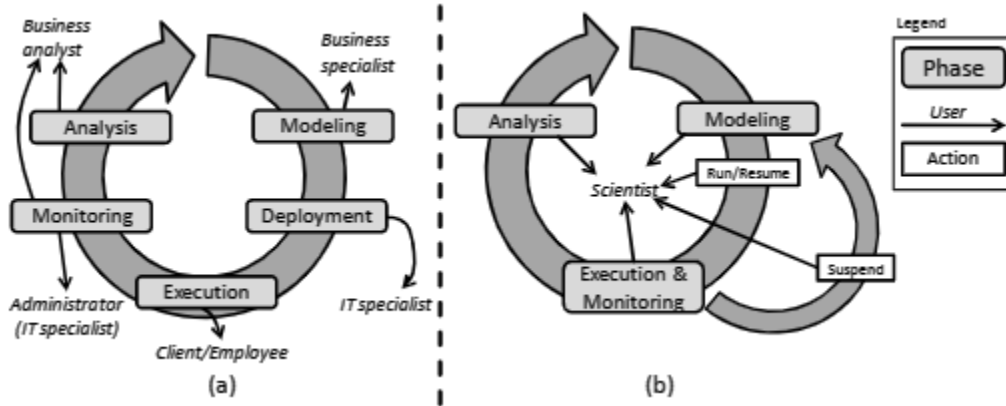 Business
analyst
Business
specialist
Analysis
Modeling
Monitoring
Deployment
Execution
Administrator
(IT specialist)
IT specialist
Client/Employee
(a)
Analysis
Modeling
Run/Resume
Scientist
Suspend
Execution &
Monitoring
(b)
Legend
Phase
User
Action